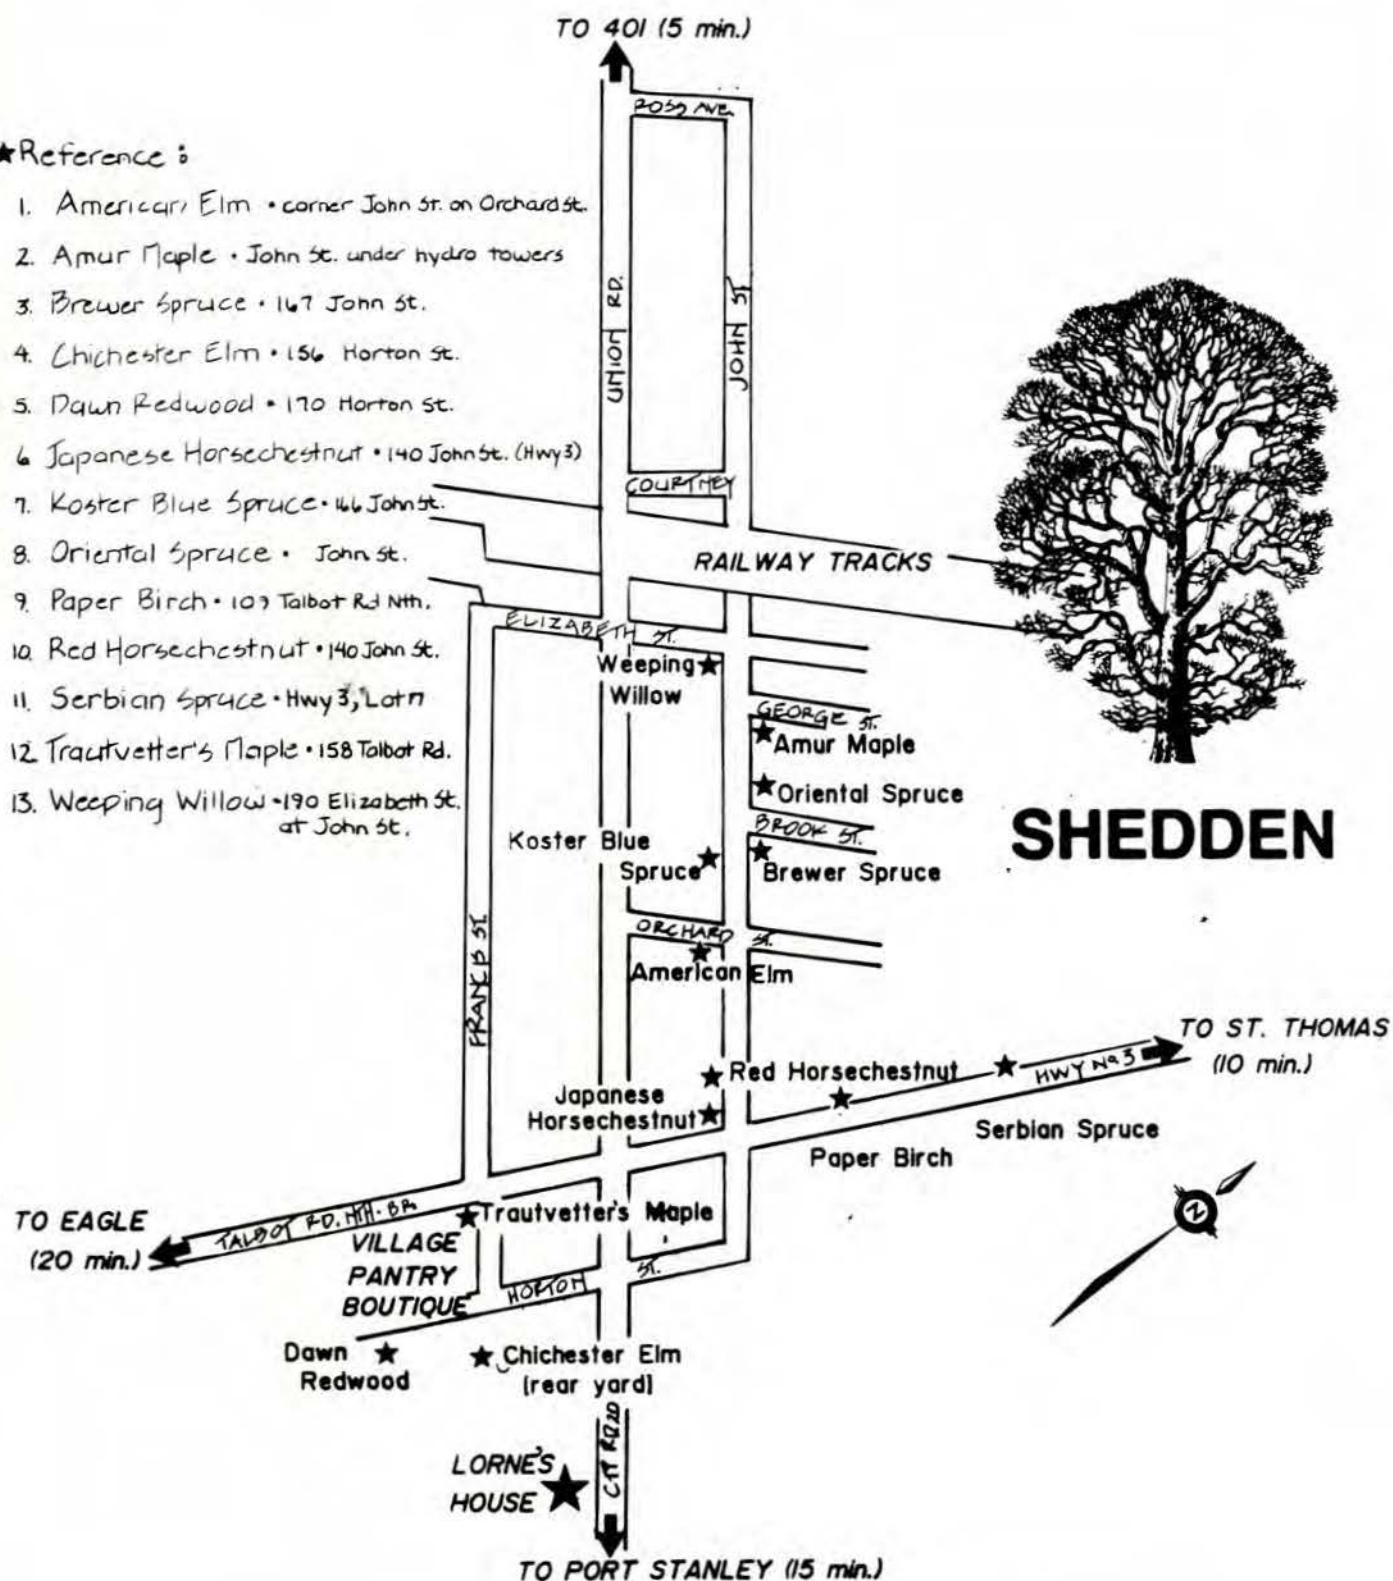 TO 401 (5 min.)
ROSS AVE.
★Reference :
1. American Elm • corner John St. on Orchard St.
2. Amur Maple • John St. under hydro towers
3. Brewer Spruce • 167 John St.
4. Chichester Elm • 156 Horton St.
5. Dawn Redwood • 170 Horton St.
6 Japanese Horsechestnut • 140 John St. (Hwy 3)
7. Koster Blue Spruce • 166 John St.
8. Oriental Spruce • John St.
9. Paper Birch • 109 Talbot Rd Nth.
10. Red Horsechestnut • 140 John St.
11. Serbian Spruce • Hwy 3, Lot 17
12. Trautvetter's Maple • 158 Talbot Rd.
13. Weeping Willow • 190 Elizabeth St.
at John St.
UNION RD.
JOHN ST.
COURTNEY
RAILWAY TRACKS
ELIZABETH ST.
Weeping
Willow
GEORGE ST.
Amur Maple
Oriental Spruce
BROOK ST.
Koster Blue
Spruce
Brewer Spruce
SHEDDEN
FRANCIS ST.
ORCHARD ST.
American Elm
TO ST. THOMAS
(10 min.)
HWY No 3
Red Horsechestnut
Japanese
Horsechestnut
Serbian Spruce
Paper Birch
TO EAGLE
(20 min.)
TALBOT RD. NTH. BR.
Trautvetter's Maple
VILLAGE
PANTRY
BOUTIQUE
HORTON ST.
N
Dawn
Redwood
Chichester Elm
(rear yard)
CTY RD 20
LORNE'S
HOUSE
TO PORT STANLEY (15 min.)